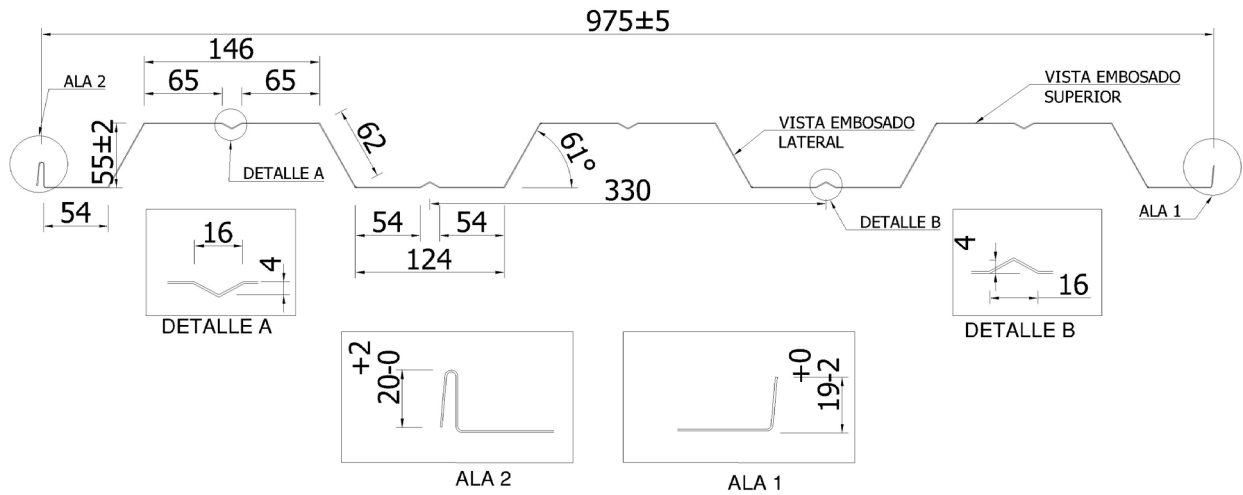 975±5
146
65
65
ALA 2
VISTA EMBOSADO
SUPERIOR
VISTA EMBOSADO
LATERAL
55±2
62
61°
DETALLE A
330
54
54
54
124
DETALLE B
ALA 1
16
4
DETALLE A
4
16
DETALLE B
+2
20-0
ALA 2
+0
19-2
ALA 1